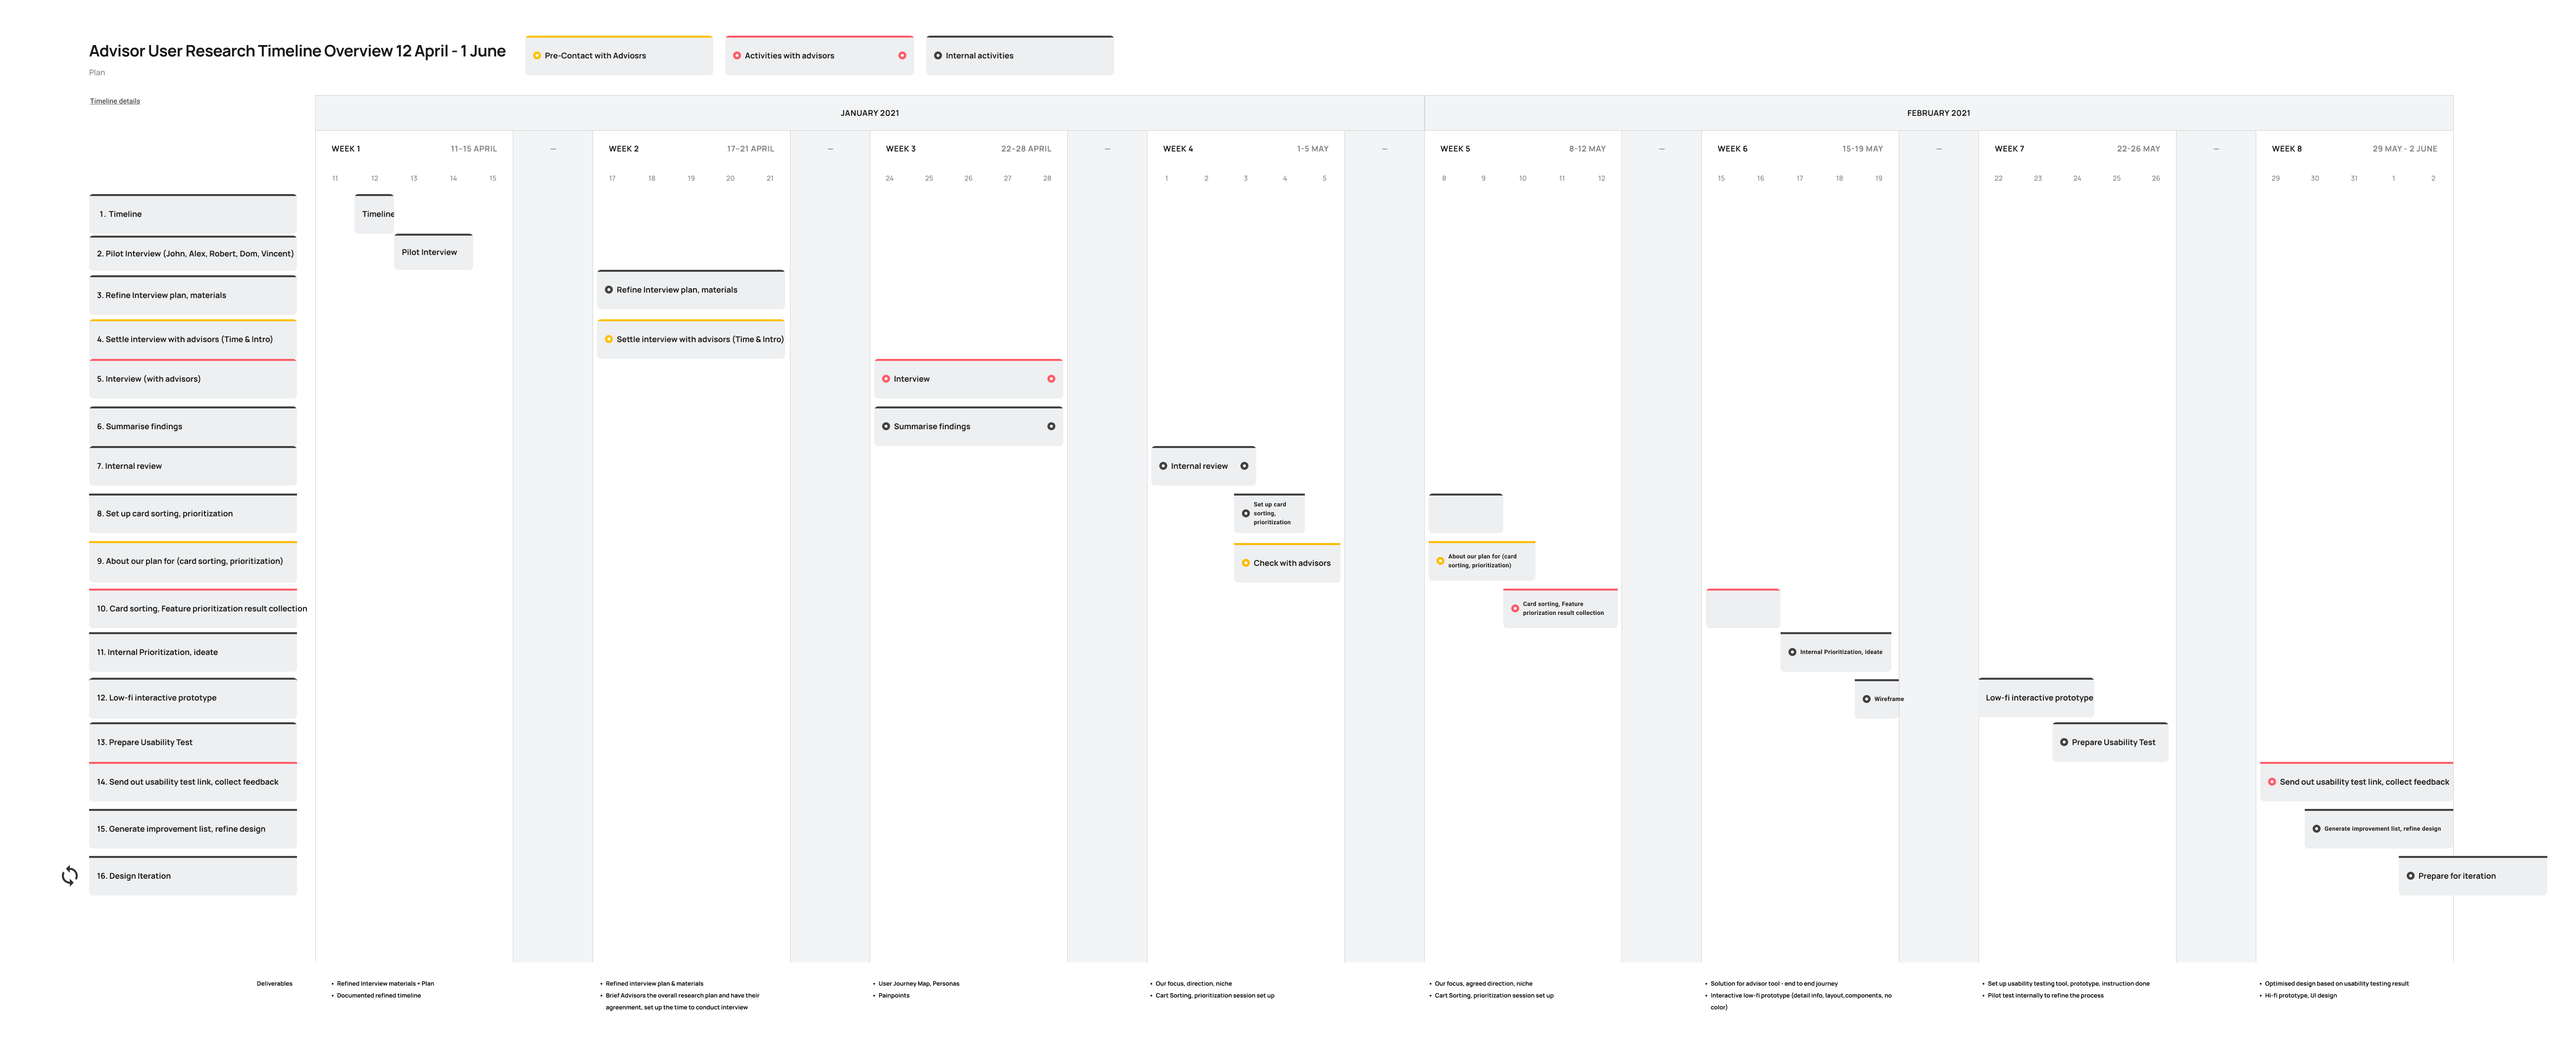 Advisor User Research Timeline Overview 12 April - 1 June
Pre-Contact with Adviosrs
Activities with advisors
Internal activities
Plan
Timeline details
JANUARY 2021
FEBRUARY 2021
WEEK 1 11–15 APRIL
–
WEEK 2 17–21 APRIL
–
WEEK 3 22–28 APRIL
–
WEEK 4 1-5 MAY
–
WEEK 5 8-12 MAY
–
WEEK 6 15-19 MAY
–
WEEK 7 22-26 MAY
–
WEEK 8 29 MAY - 2 JUNE
11 12 13 14 15
17 18 19 20 21
24 25 26 27 28
1 2 3 4 5
8 9 10 11 12
15 16 17 18 19
22 23 24 25 26
29 30 31 1 2
1. Timeline
Timeline
2. Pilot Interview (John, Alex, Robert, Dom, Vincent)
Pilot Interview
3. Refine Interview plan, materials
Refine Interview plan, materials
4. Settle interview with advisors (Time & Intro)
Settle interview with advisors (Time & Intro)
5. Interview (with advisors)
Interview
6. Summarise findings
Summarise findings
7. Internal review
Internal review
8. Set up card sorting, prioritization
Set up card
sorting,
prioritization
9. About our plan for (card sorting, prioritization)
Check with advisors
About our plan for (card
sorting, prioritization)
10. Card sorting, Feature prioritization result collection
Card sorting, Feature
priorization result collection
11. Internal Prioritization, ideate
Internal Prioritization, ideate
12. Low-fi interactive prototype
Wireframe
Low-fi interactive prototype
13. Prepare Usability Test
Prepare Usability Test
14. Send out usability test link, collect feedback
Send out usability test link, collect feedback
15. Generate improvement list, refine design
Generate improvement list, refine design
16. Design Iteration
Prepare for iteration
Deliverables
• Refined Interview materials + Plan
• Documented refined timeline
• Refined interview plan & materials
• Brief Advisors the overall research plan and have their
agreenment, set up the time to conduct interview
• User Journey Map, Personas
• Painpoints
• Our focus, direction, niche
• Cart Sorting, prioritization session set up
• Our focus, agreed direction, niche
• Cart Sorting, prioritization session set up
• Solution for advisor tool - end to end journey
• Interactive low-fi prototype (detail info, layout,components, no
color)
• Set up usability testing tool, prototype, instruction done
• Pilot test internally to refine the process
• Optimised design based on usability testing result
• Hi-fi prototype, UI design